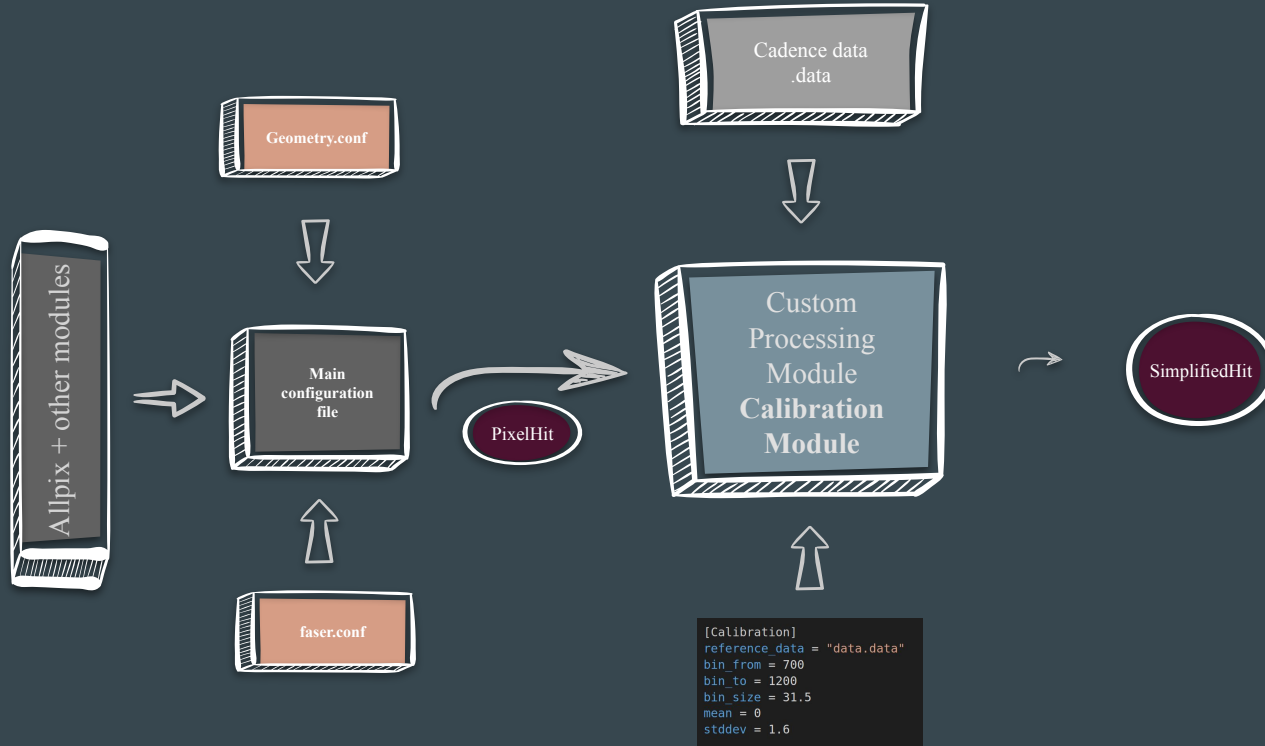 Cadence data
.data
Geometry.conf
Allpix + other modules
Main
configuration
file
PixelHit
Custom
Processing
Module
Calibration
Module
SimplifiedHit
faser.conf
[Calibration]
reference_data = "data.data"
bin_from = 700
bin_to = 1200
bin_size = 31.5
mean = 0
stddev = 1.6